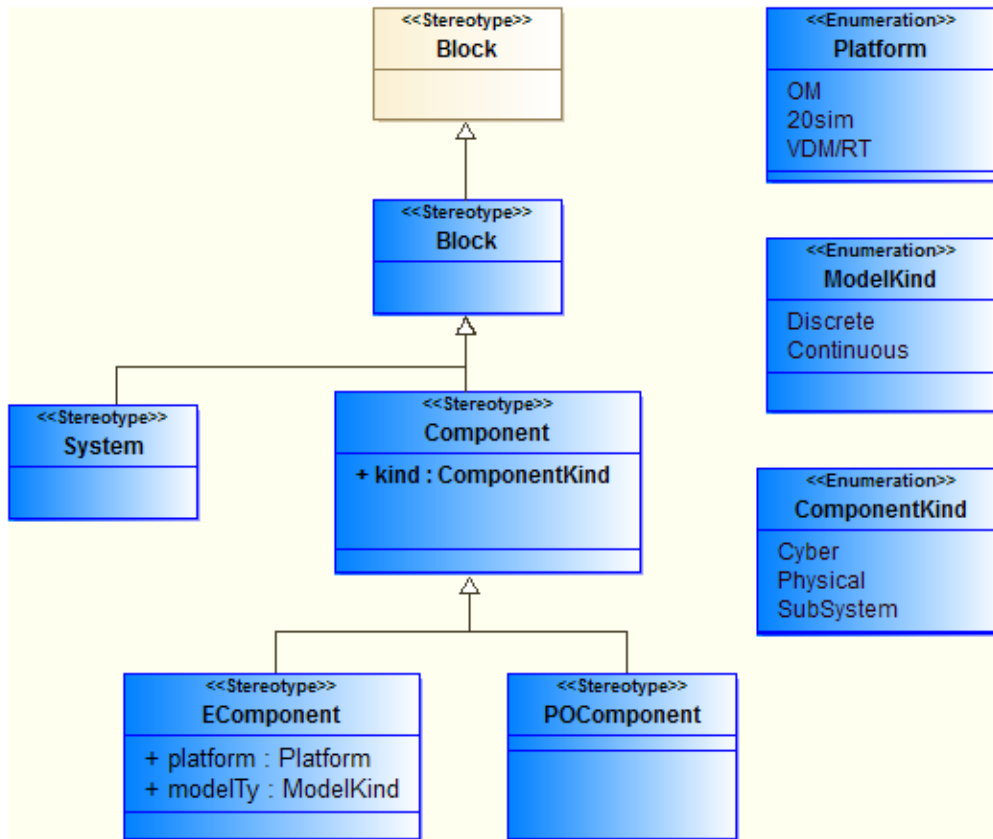 <<Stereotype>>
Block
<<Stereotype>>
Block
<<Stereotype>>
System
<<Stereotype>>
Component
+ kind : ComponentKind
<<Stereotype>>
EComponent
+ platform : Platform
+ modelTy : ModelKind
<<Stereotype>>
POComponent
<<Enumeration>>
Platform
OM
20sim
VDM/RT
<<Enumeration>>
ModelKind
Discrete
Continuous
<<Enumeration>>
ComponentKind
Cyber
Physical
SubSystem